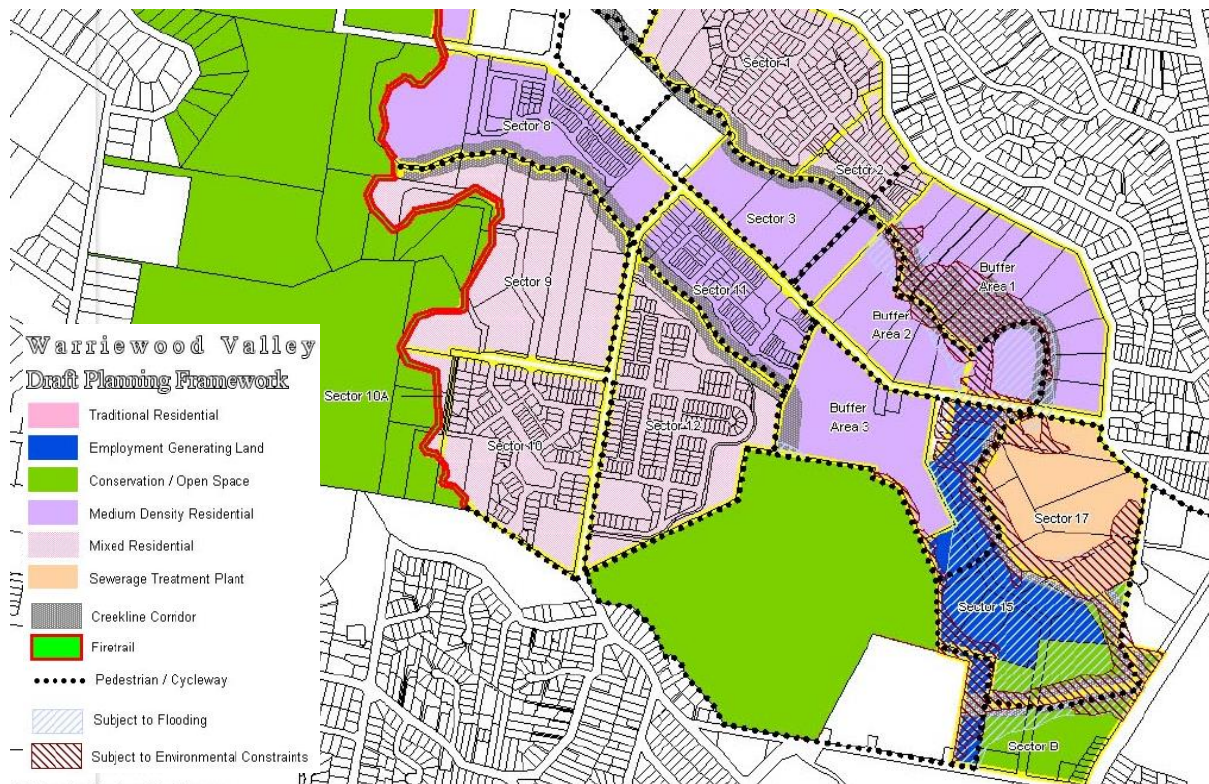 Sector 1
Sector 8
Sector 2
Sector 3
Buffer
Area 1
Sector 9
Sector 11
Buffer
Area 2
Warriewood Valley
Draft Planning Framework
Sector 10A
Traditional Residential
Employment Generating Land
Conservation / Open Space
Medium Density Residential
Mixed Residential
Sewerage Treatment Plant
Creekline Corridor
Firetrail
Pedestrian / Cycleway
Subject to Flooding
Subject to Environmental Constraints
Buffer
Area 3
Sector 12
Sector 10
Sector 17
Sector 15
Sector B